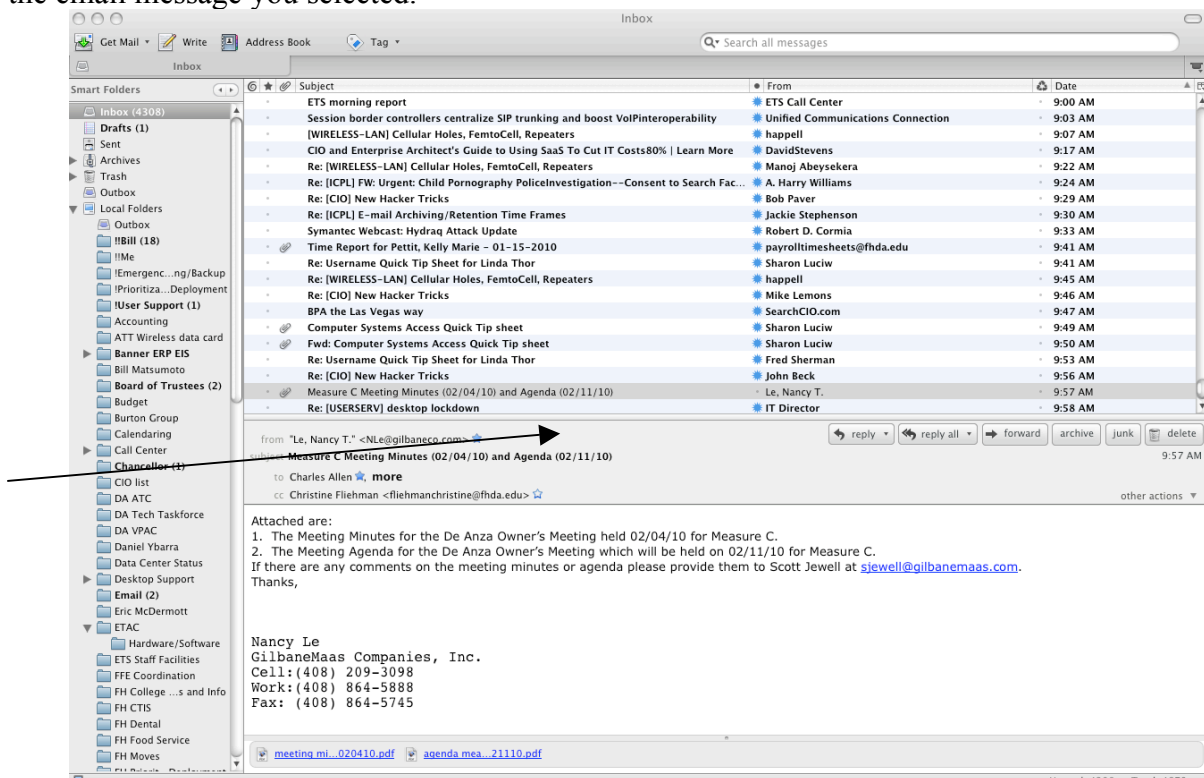 the email message you selected.
Inbox
Get Mail Write Address Book Tag Search all messages
Inbox
Smart Folders
Inbox (4308)
Drafts (1)
Sent
Archives
Trash
Outbox
Local Folders
Outbox
!!Bill (18)
!!Me
!Emergenc...ng/Backup
!Prioritiza...Deployment
!User Support (1)
Accounting
ATT Wireless data card
Banner ERP EIS
Bill Matsumoto
Board of Trustees (2)
Budget
Burton Group
Calendaring
Call Center
Chancellor (1)
CIO list
DA ATC
DA Tech Taskforce
DA VPAC
Daniel Ybarra
Data Center Status
Desktop Support
Email (2)
Eric McDermott
ETAC
Hardware/Software
ETS Staff Facilities
FFE Coordination
FH College ...s and Info
FH CTIS
FH Dental
FH Food Service
FH Moves
Subject From Date
ETS morning report ETS Call Center 9:00 AM
Session border controllers centralize SIP trunking and boost VoIPinteroperability Unified Communications Connection 9:03 AM
[WIRELESS-LAN] Cellular Holes, FemtoCell, Repeaters happell 9:07 AM
CIO and Enterprise Architect's Guide to Using SaaS To Cut IT Costs80% | Learn More DavidStevens 9:17 AM
Re: [WIRELESS-LAN] Cellular Holes, FemtoCell, Repeaters Manoj Abeysekera 9:22 AM
Re: [ICPL] FW: Urgent: Child Pornography PoliceInvestigation--Consent to Search Fac... A. Harry Williams 9:24 AM
Re: [CIO] New Hacker Tricks Bob Paver 9:29 AM
Re: [ICPL] E-mail Archiving/Retention Time Frames Jackie Stephenson 9:30 AM
Symantec Webcast: Hydraq Attack Update Robert D. Cormia 9:33 AM
Time Report for Pettit, Kelly Marie - 01-15-2010 payrolltimesheets@fhda.edu 9:41 AM
Re: Username Quick Tip Sheet for Linda Thor Sharon Luciw 9:41 AM
Re: [WIRELESS-LAN] Cellular Holes, FemtoCell, Repeaters happell 9:45 AM
Re: [CIO] New Hacker Tricks Mike Lemons 9:46 AM
BPA the Las Vegas way SearchCIO.com 9:47 AM
Computer Systems Access Quick Tip sheet Sharon Luciw 9:49 AM
Fwd: Computer Systems Access Quick Tip sheet Sharon Luciw 9:50 AM
Re: Username Quick Tip Sheet for Linda Thor Fred Sherman 9:53 AM
Re: [CIO] New Hacker Tricks John Beck 9:56 AM
Measure C Meeting Minutes (02/04/10) and Agenda (02/11/10) Le, Nancy T. 9:57 AM
Re: [USERSERV] desktop lockdown IT Director 9:58 AM
from "Le, Nancy T." <NLe@gilbaneco.com> reply reply all forward archive junk delete
subject Measure C Meeting Minutes (02/04/10) and Agenda (02/11/10) 9:57 AM
to Charles Allen , more
cc Christine Fliehman <fliehmanchristine@fhda.edu> other actions
Attached are:
1. The Meeting Minutes for the De Anza Owner's Meeting held 02/04/10 for Measure C.
2. The Meeting Agenda for the De Anza Owner's Meeting which will be held on 02/11/10 for Measure C.
If there are any comments on the meeting minutes or agenda please provide them to Scott Jewell at sjewell@gilbanemaas.com.
Thanks,
Nancy Le
GilbaneMaas Companies, Inc.
Cell:(408) 209-3098
Work:(408) 864-5888
Fax: (408) 864-5745
meeting mi...020410.pdf agenda mea...21110.pdf